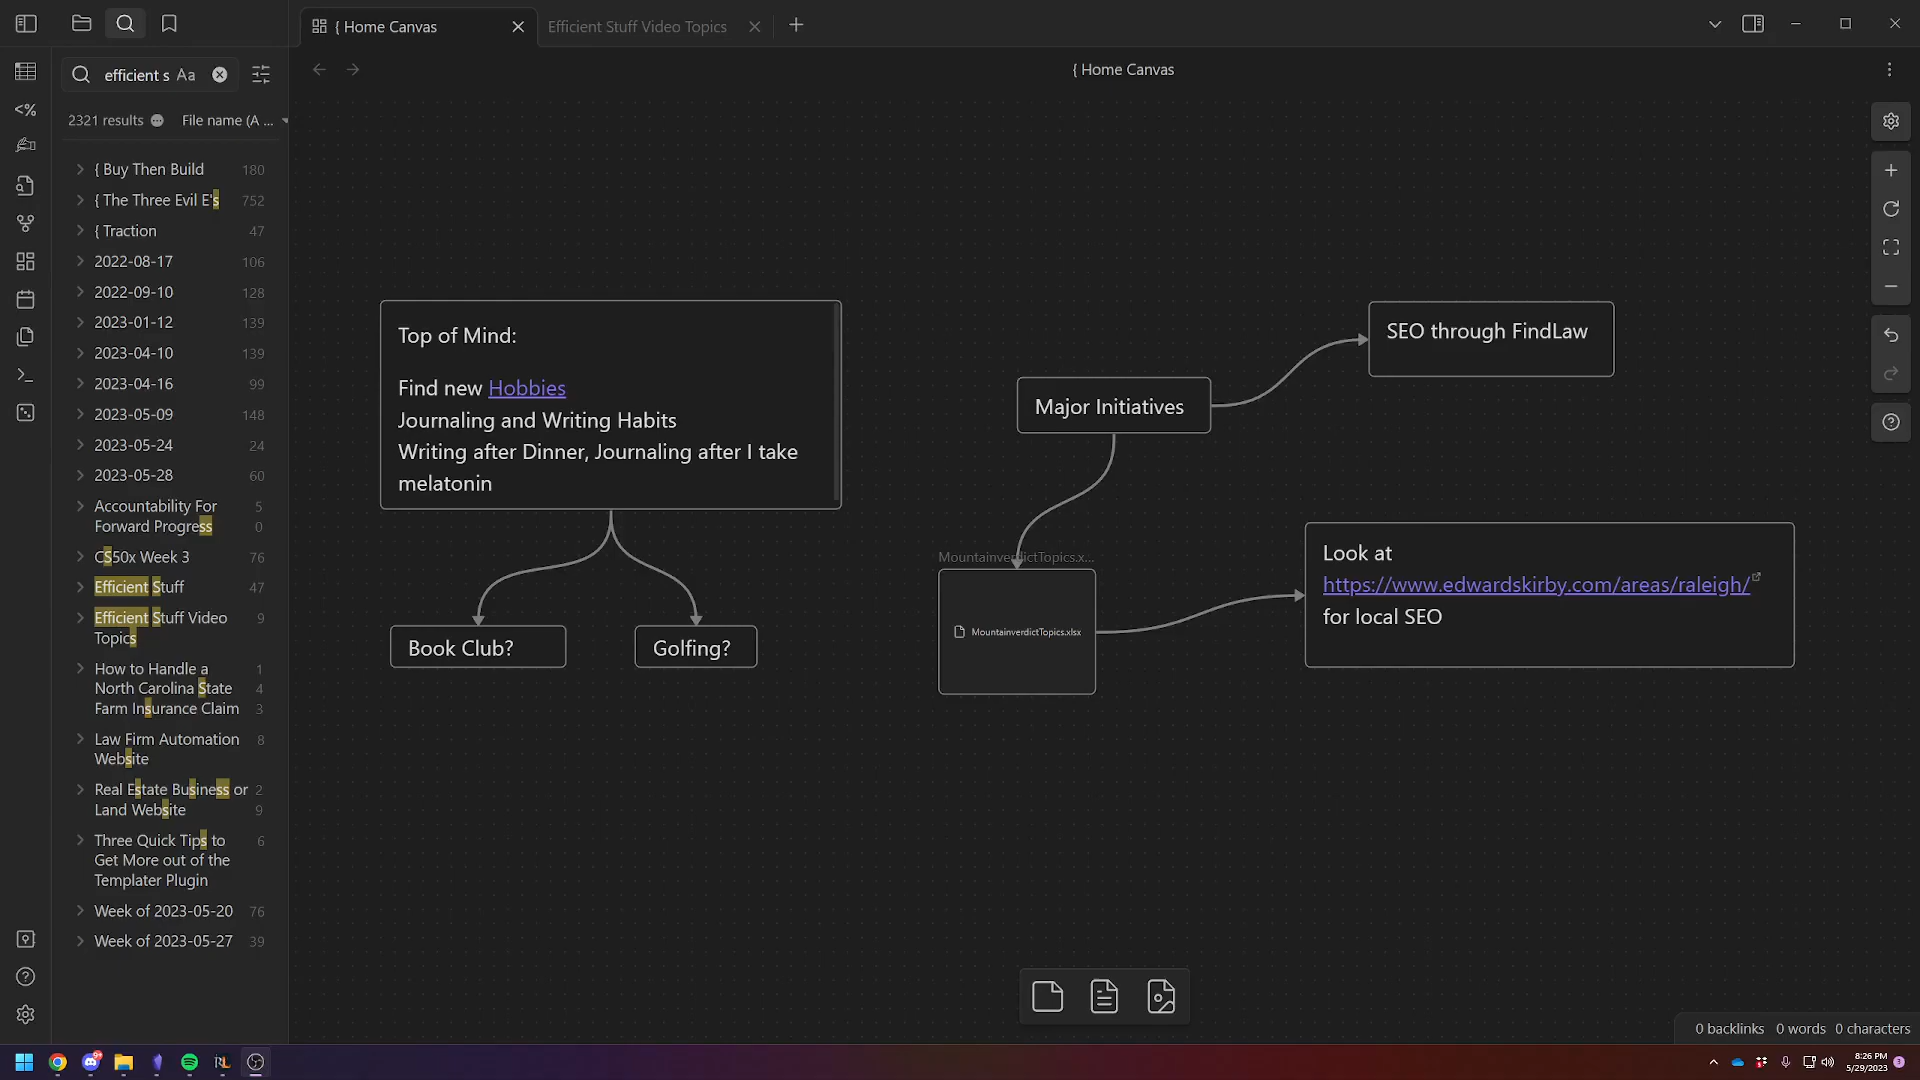 { Home Canvas
Efficient Stuff Video Topics
efficient s
Aa
{ Home Canvas
2321 results
File name (A ...
{ Buy Then Build 180
{ The Three Evil E's 752
{ Traction 47
2022-08-17 106
2022-09-10 128
2023-01-12 139
2023-04-10 139
2023-04-16 99
2023-05-09 148
2023-05-24 24
2023-05-28 60
Accountability For 5
Forward Progress 0
CS50x Week 3 76
Efficient Stuff 47
Efficient Stuff Video 9
Topics
How to Handle a 1
North Carolina State 4
Farm Insurance Claim 3
Law Firm Automation 8
Website
Real Estate Business or 2
Land Website 9
Three Quick Tips to 6
Get More out of the
Templater Plugin
Week of 2023-05-20 76
Week of 2023-05-27 39
Top of Mind:
Find new Hobbies
Journaling and Writing Habits
Writing after Dinner, Journaling after I take
melatonin
Book Club?
Golfing?
Major Initiatives
SEO through FindLaw
MountainverdictTopics.x...
MountainverdictTopics.xlsx
Look at
https://www.edwardskirby.com/areas/raleigh/
for local SEO
0 backlinks 0 words 0 characters
8:26 PM
5/29/2023